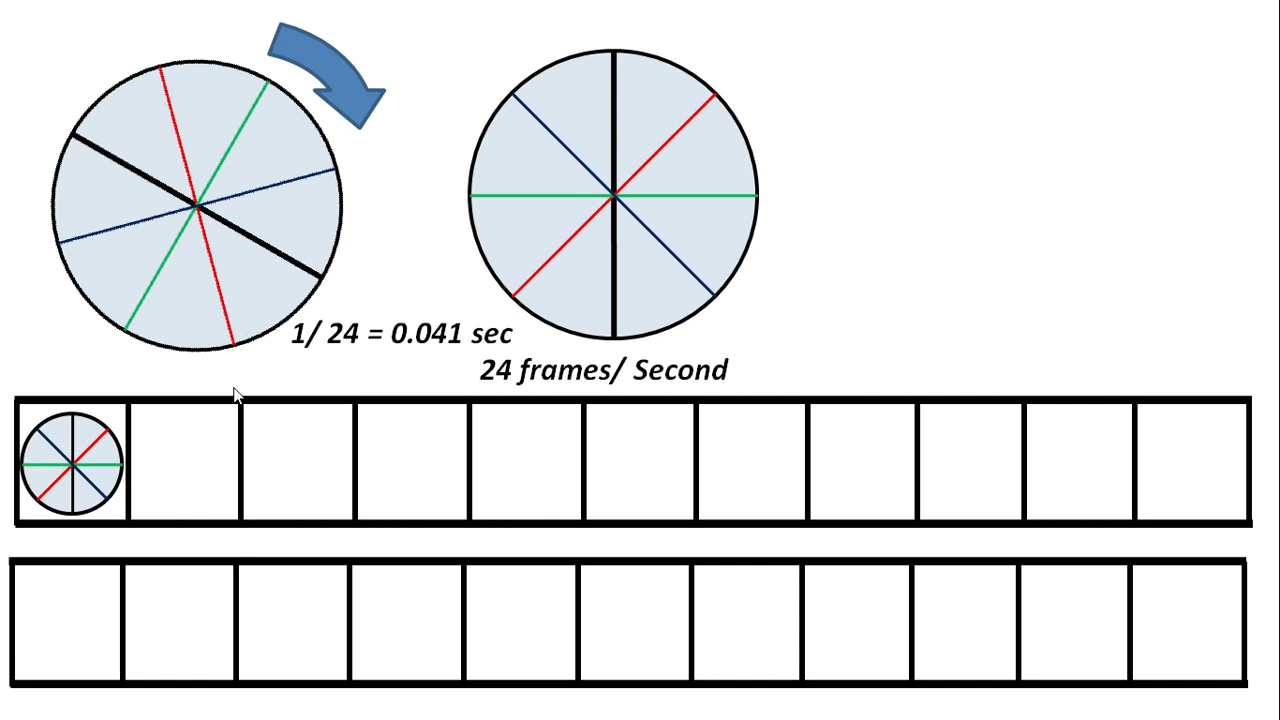 1/ 24 = 0.041 sec
24 frames/ Second